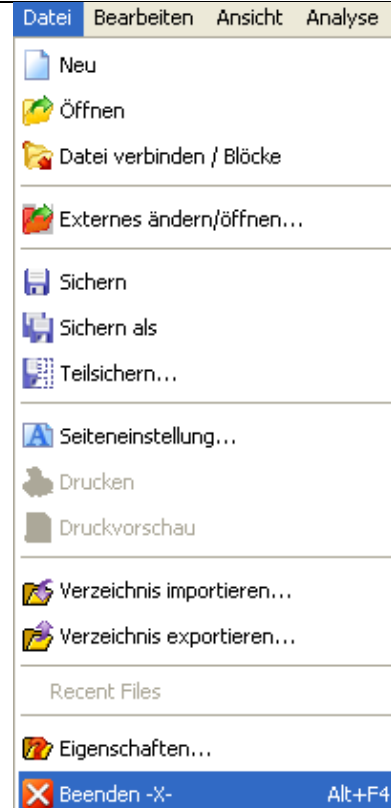 Datei Bearbeiten Ansicht Analyse
Neu
Öffnen
Datei verbinden / Blöcke
Externes ändern/öffnen...
Sichern
Sichern als
Teilsichern...
Seiteneinstellung...
Drucken
Druckvorschau
Verzeichnis importieren...
Verzeichnis exportieren...
Recent Files
Eigenschaften...
Beenden -X- Alt+F4